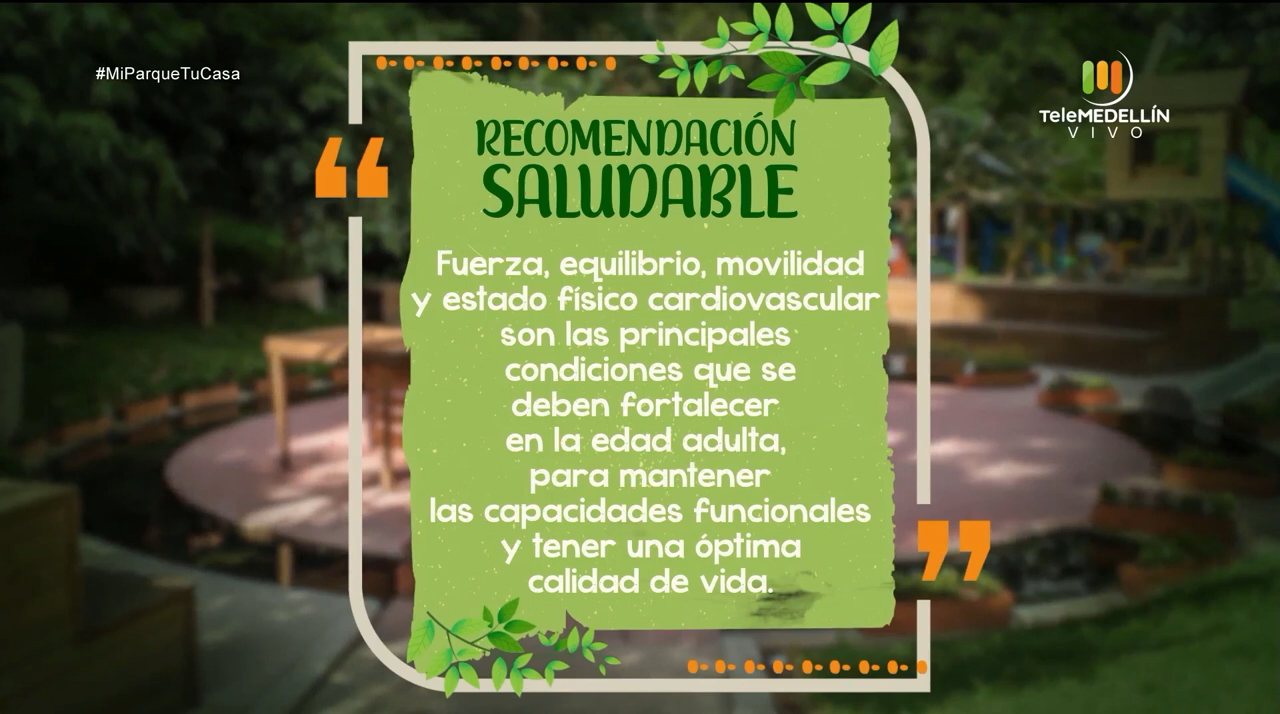 #MiParqueTuCasa
TeleMEDELLÍN
VIVO
RECOMENDACIÓN
SALUDABLE
Fuerza, equilibrio, movilidad
y estado físico cardiovascular
son las principales
condiciones que se
deben fortalecer
en la edad adulta,
para mantener
las capacidades funcionales
y tener una óptima
calidad de vida.